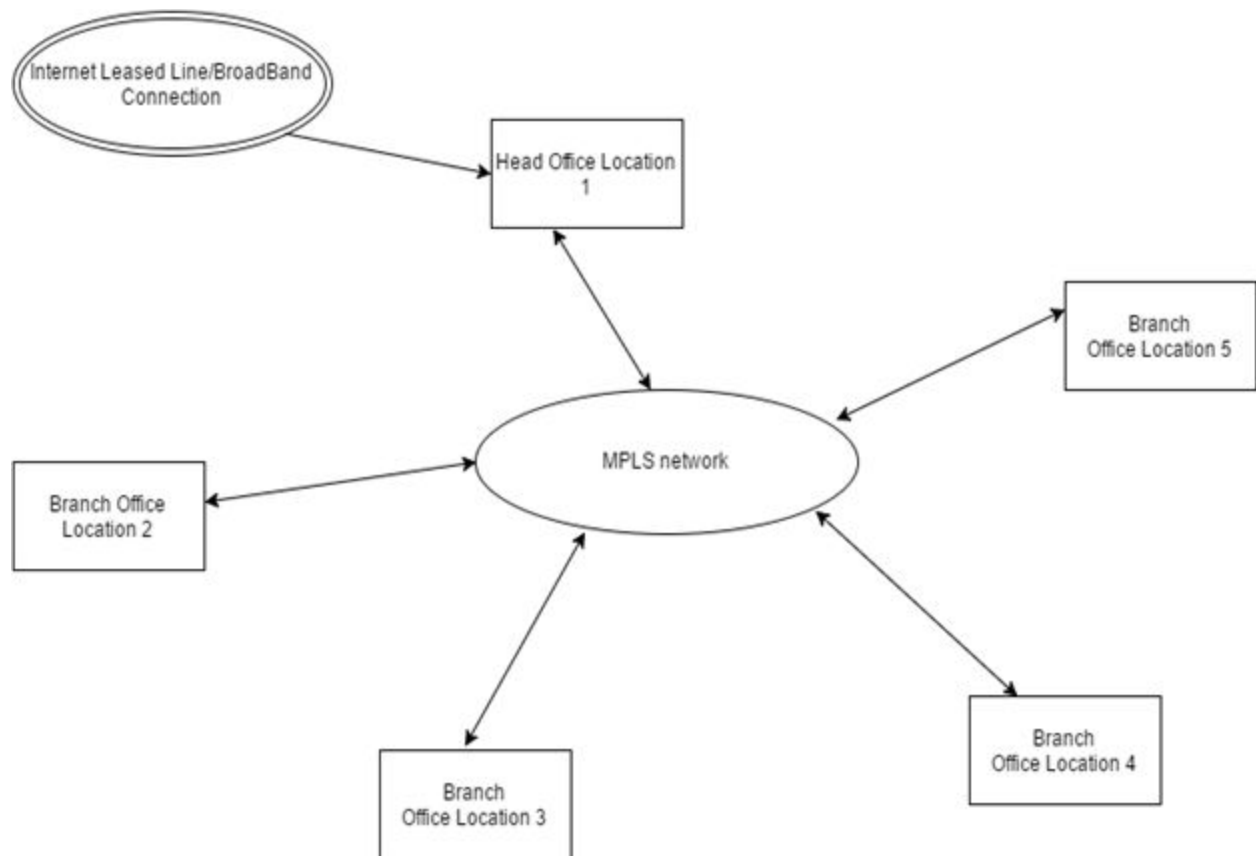 Internet Leased Line/BroadBand
Connection
Head Office Location
1
Branch
Office Location 5
MPLS network
Branch Office
Location 2
Branch
Office Location 4
Branch
Office Location 3